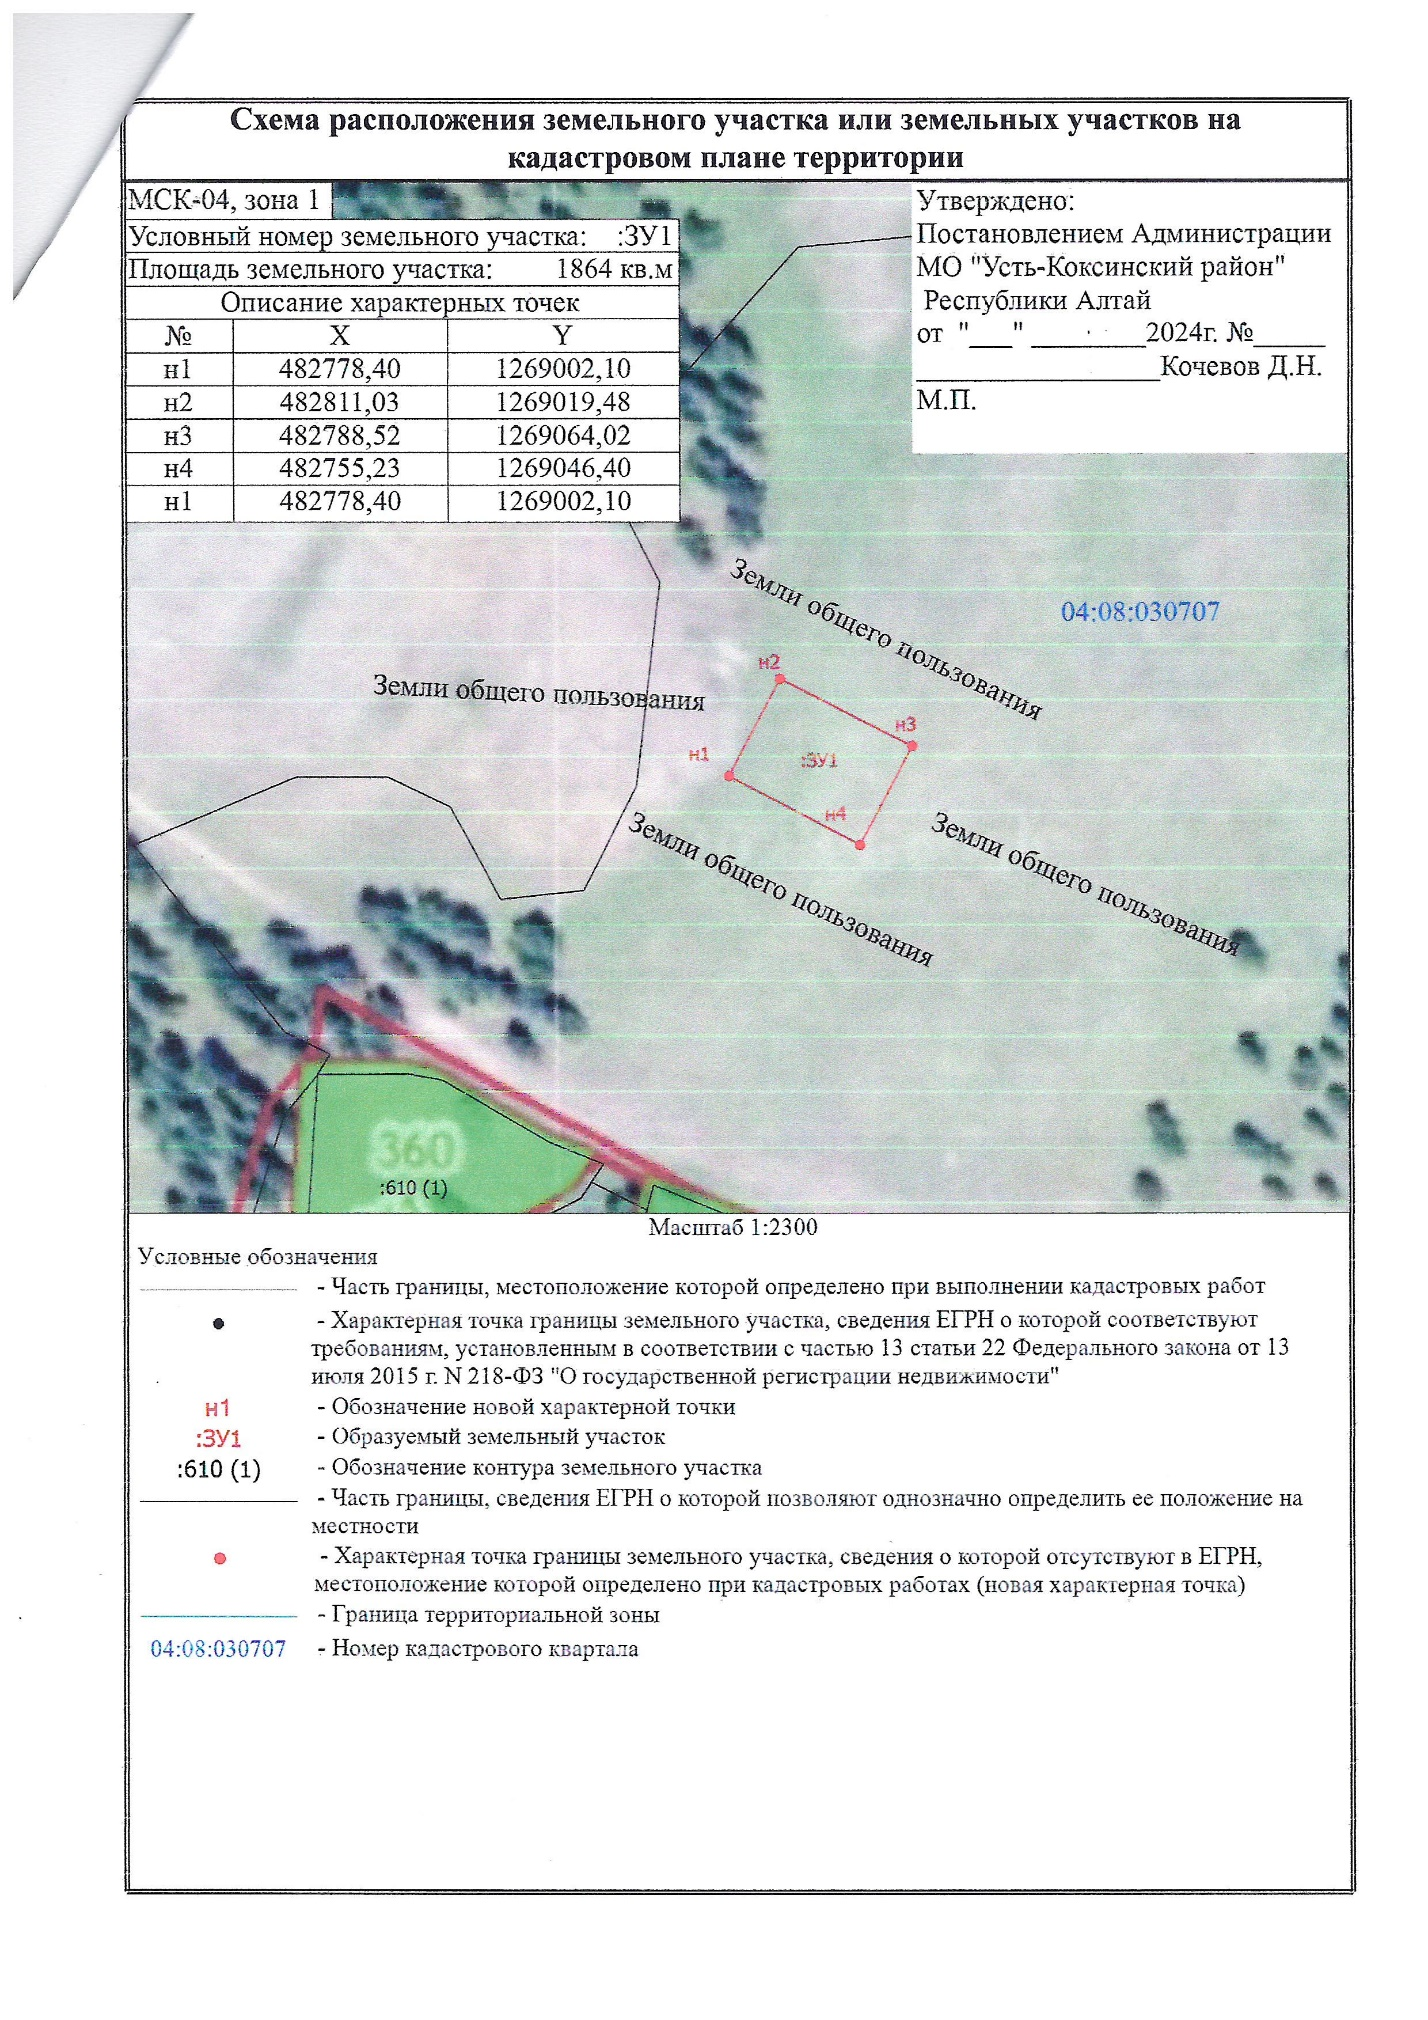 Схема расположения земельного участка или земельных участков на
кадастровом плане территории
МСК-04, зона 1
Условный номер земельного участка: :ЗУ1
Площадь земельного участка: 1864 кв.м
Описание характерных точек
№ X Y
н1 482778,40 1269002,10
н2 482811,03 1269019,48
н3 482788,52 1269064,02
н4 482755,23 1269046,40
н1 482778,40 1269002,10
Утверждено:
Постановлением Администрации
МО "Усть-Коксинский район"
Республики Алтай
от "___" ________2024г. №_____
_________________Кочевов Д.Н.
М.П.
Земли общего пользования
04:08:030707
н2
Земли общего пользования
н3
н1
:ЗУ1
н4
Земли общего пользования
Земли общего пользования
360
:610 (1)
Масштаб 1:2300
Условные обозначения
- Часть границы, местоположение которой определено при выполнении кадастровых работ
- Характерная точка границы земельного участка, сведения ЕГРН о которой соответствуют
требованиям, установленным в соответствии с частью 13 статьи 22 Федерального закона от 13
июля 2015 г. N 218-ФЗ "О государственной регистрации недвижимости"
н1 - Обозначение новой характерной точки
:ЗУ1 - Образуемый земельный участок
:610 (1) - Обозначение контура земельного участка
- Часть границы, сведения ЕГРН о которой позволяют однозначно определить ее положение на
местности
- Характерная точка границы земельного участка, сведения о которой отсутствуют в ЕГРН,
местоположение которой определено при кадастровых работах (новая характерная точка)
- Граница территориальной зоны
04:08:030707 - Номер кадастрового квартала